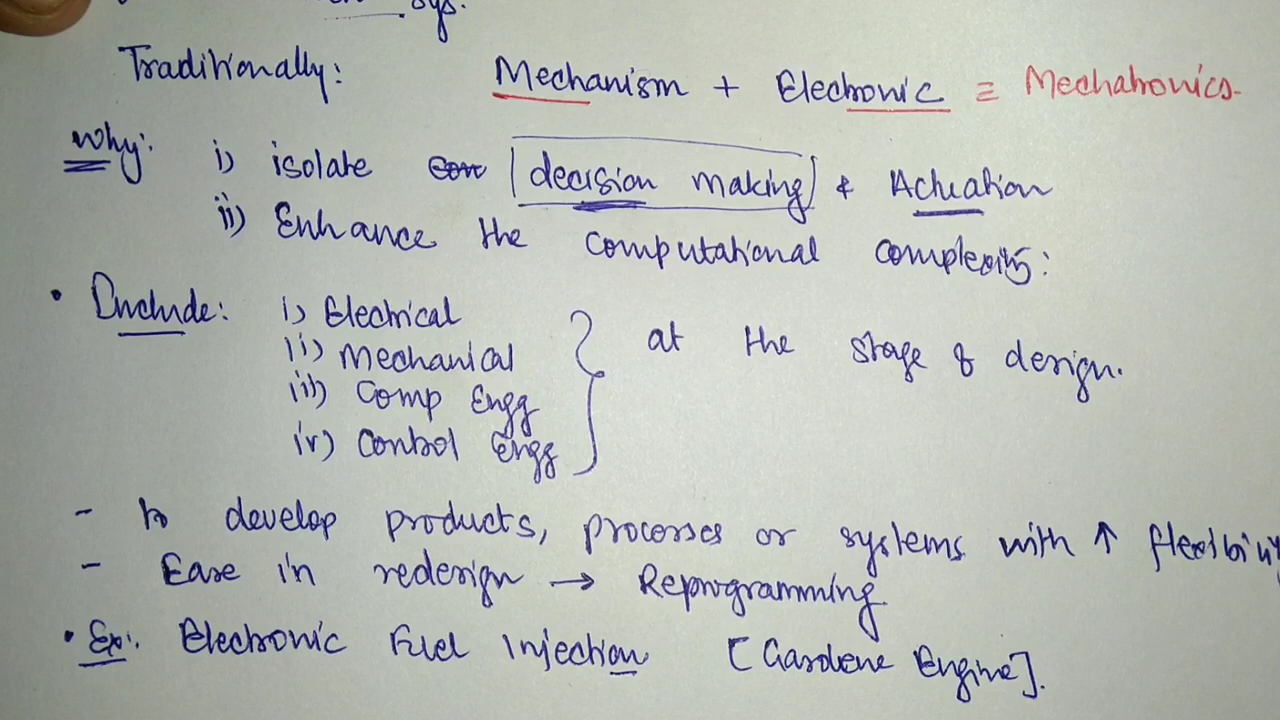 sys.
Traditionally: Mechanism + Electronic ≡ Mechatronics.
Why: i) isolate decision making & Actuation
ii) Enhance the computational complexity:
• Include: i) Electrical
ii) Mechanical
iii) Comp Engg
iv) Control Engg
} at the stage of design.
- to develop products, processes or systems with ↑ flexibility
- Ease in redesign → Reprogramming
• Ex:. Electronic Fuel Injection [Gasolene Engine].